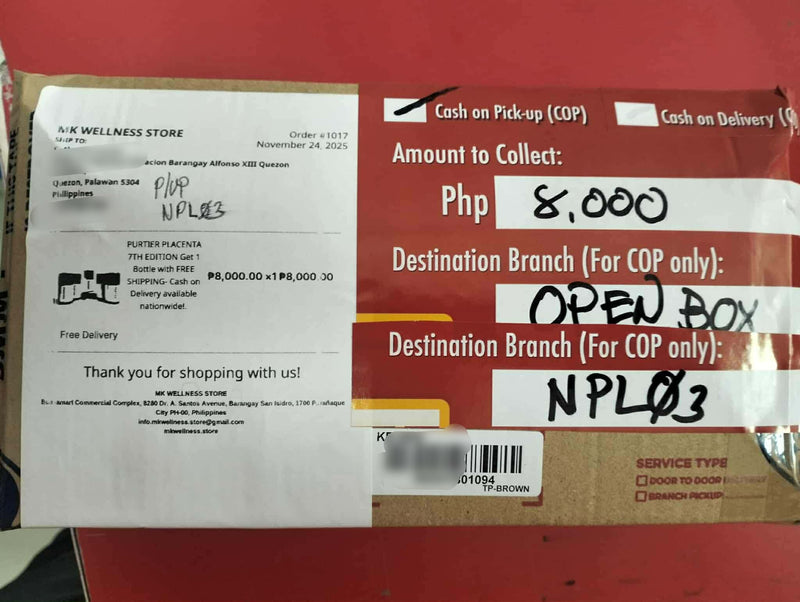 MK WELLNESS STORE
SHIP TO:
Order #1017
November 24, 2025
Barangay Alfonso XIII Quezon
Quezon, Palawan 5304
Philippines
P/UP
NPLØ3
PURTIER PLACENTA
7TH EDITION Get 1
Bottle with FREE
SHIPPING- Cash on
Delivery available
nationwide!.
₱8,000.00 x1 ₱8,000.00
Free Delivery
Thank you for shopping with us!
MK WELLNESS STORE
Commercial Complex, 8280 Dr. A. Santos Avenue, Barangay San Isidro, 1700
City PH-00, Philippines
info.mkwellness.store@gmail.com
mkwellness.store
Cash on Pick-up (COP)
Cash on Delivery
Amount to Collect:
Php 8,000
Destination Branch (For COP only):
OPEN BOX
Destination Branch (For COP only):
NPLØ3
01094
TP-BROWN
SERVICE TYPE
DOOR TO DOOR DELIVERY
BRANCH PICKUP